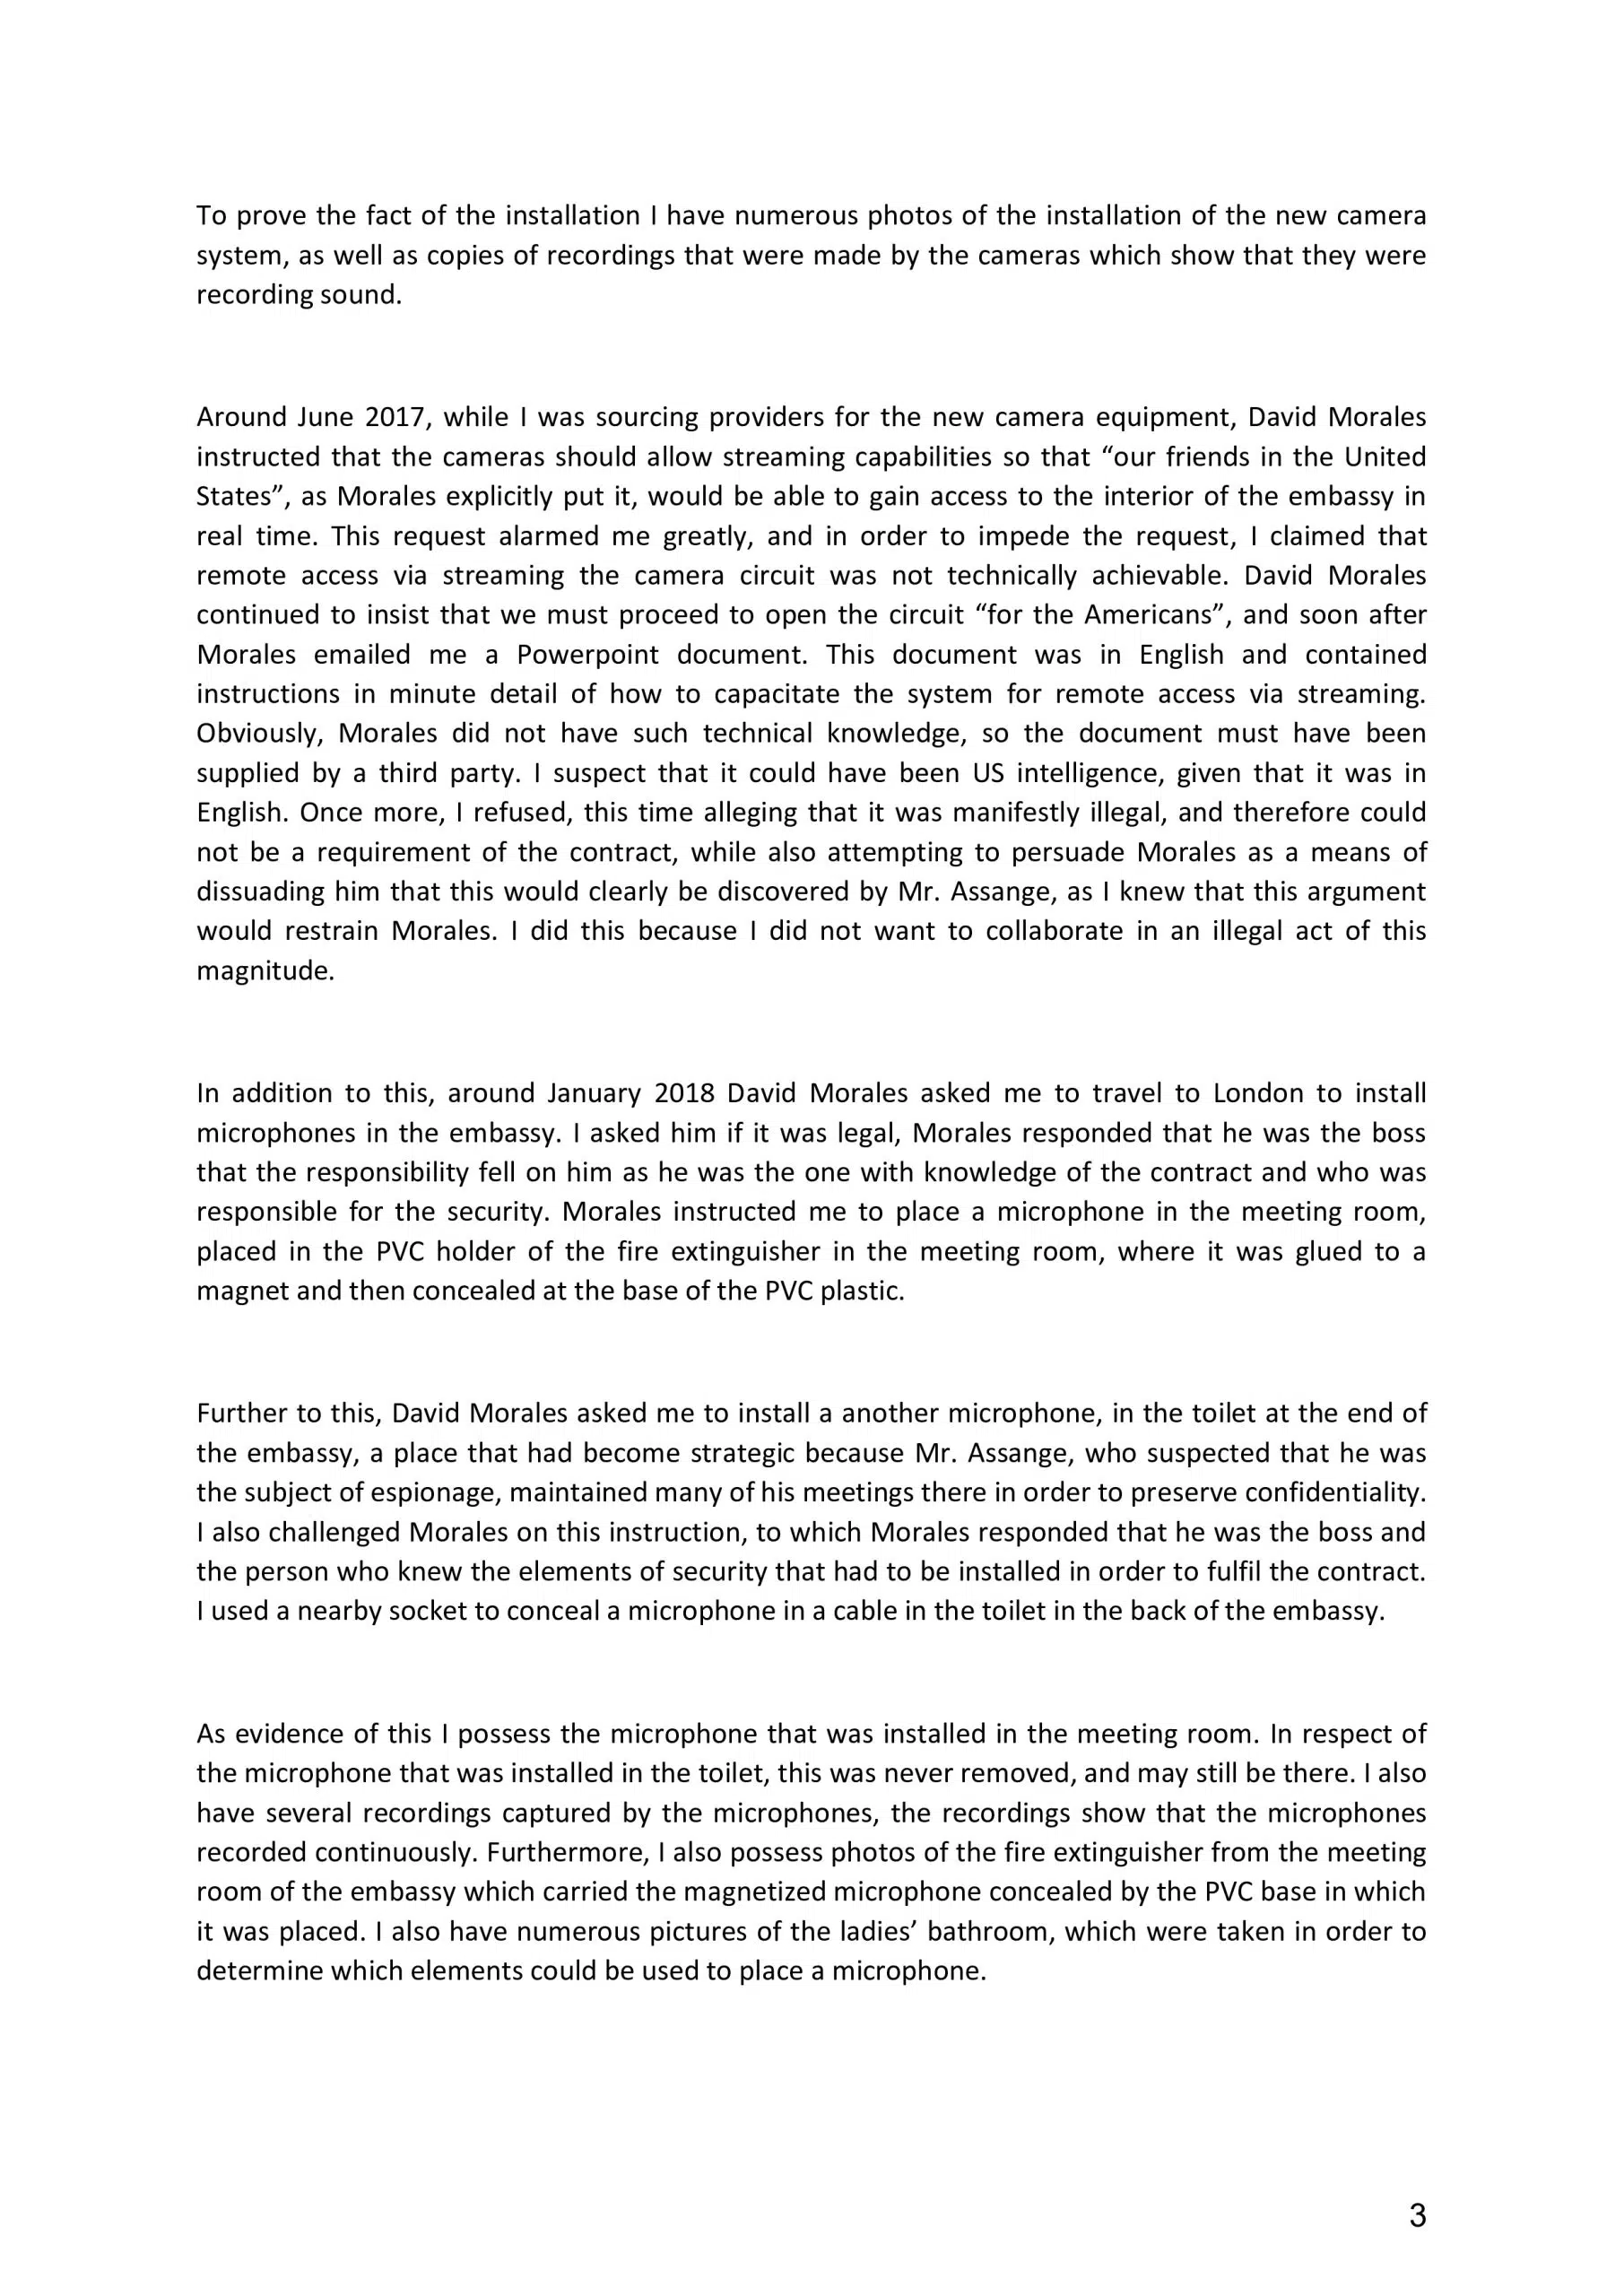 To prove the fact of the installation I have numerous photos of the installation of the new camera
system, as well as copies of recordings that were made by the cameras which show that they were
recording sound.
Around June 2017, while I was sourcing providers for the new camera equipment, David Morales
instructed that the cameras should allow streaming capabilities so that “our friends in the United
States”, as Morales explicitly put it, would be able to gain access to the interior of the embassy in
real time. This request alarmed me greatly, and in order to impede the request, I claimed that
remote access via streaming the camera circuit was not technically achievable. David Morales
continued to insist that we must proceed to open the circuit “for the Americans”, and soon after
Morales emailed me a Powerpoint document. This document was in English and contained
instructions in minute detail of how to capacitate the system for remote access via streaming.
Obviously, Morales did not have such technical knowledge, so the document must have been
supplied by a third party. I suspect that it could have been US intelligence, given that it was in
English. Once more, I refused, this time alleging that it was manifestly illegal, and therefore could
not be a requirement of the contract, while also attempting to persuade Morales as a means of
dissuading him that this would clearly be discovered by Mr. Assange, as I knew that this argument
would restrain Morales. I did this because I did not want to collaborate in an illegal act of this
magnitude.
In addition to this, around January 2018 David Morales asked me to travel to London to install
microphones in the embassy. I asked him if it was legal, Morales responded that he was the boss
that the responsibility fell on him as he was the one with knowledge of the contract and who was
responsible for the security. Morales instructed me to place a microphone in the meeting room,
placed in the PVC holder of the fire extinguisher in the meeting room, where it was glued to a
magnet and then concealed at the base of the PVC plastic.
Further to this, David Morales asked me to install a another microphone, in the toilet at the end of
the embassy, a place that had become strategic because Mr. Assange, who suspected that he was
the subject of espionage, maintained many of his meetings there in order to preserve confidentiality.
I also challenged Morales on this instruction, to which Morales responded that he was the boss and
the person who knew the elements of security that had to be installed in order to fulfil the contract.
I used a nearby socket to conceal a microphone in a cable in the toilet in the back of the embassy.
As evidence of this I possess the microphone that was installed in the meeting room. In respect of
the microphone that was installed in the toilet, this was never removed, and may still be there. I also
have several recordings captured by the microphones, the recordings show that the microphones
recorded continuously. Furthermore, I also possess photos of the fire extinguisher from the meeting
room of the embassy which carried the magnetized microphone concealed by the PVC base in which
it was placed. I also have numerous pictures of the ladies’ bathroom, which were taken in order to
determine which elements could be used to place a microphone.
3